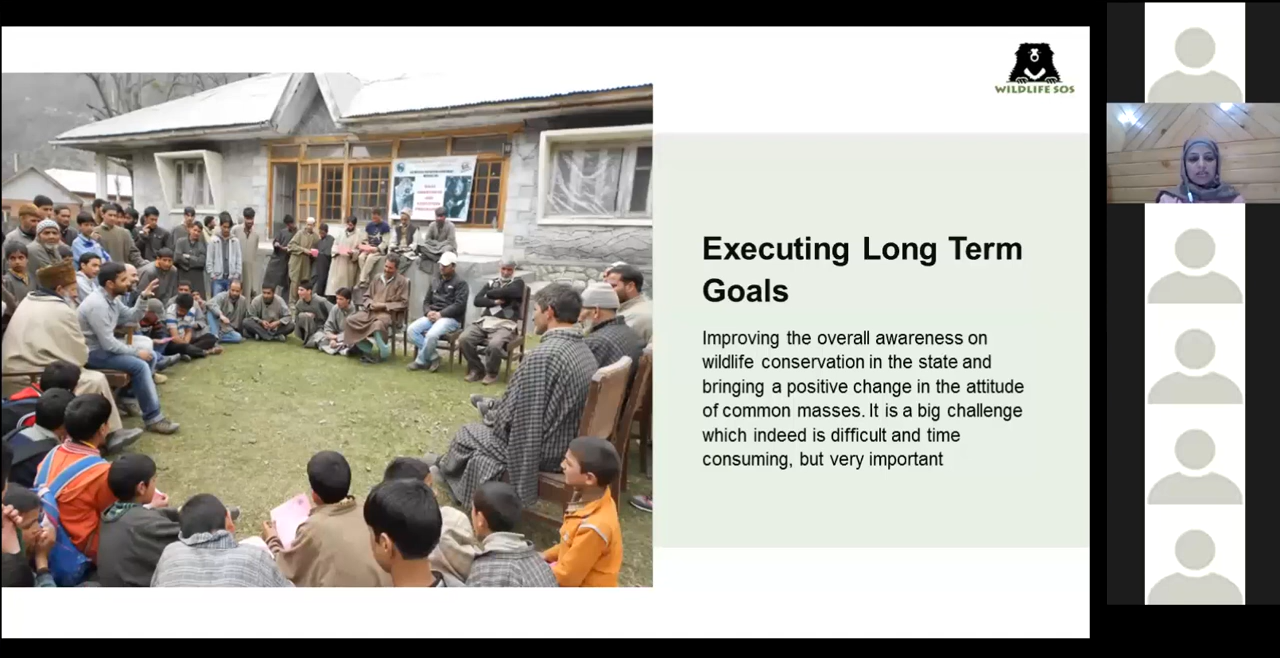 WILDLIFE SOS
Executing Long Term
Goals
Improving the overall awareness on
wildlife conservation in the state and
bringing a positive change in the attitude
of common masses. It is a big challenge
which indeed is difficult and time
consuming, but very important